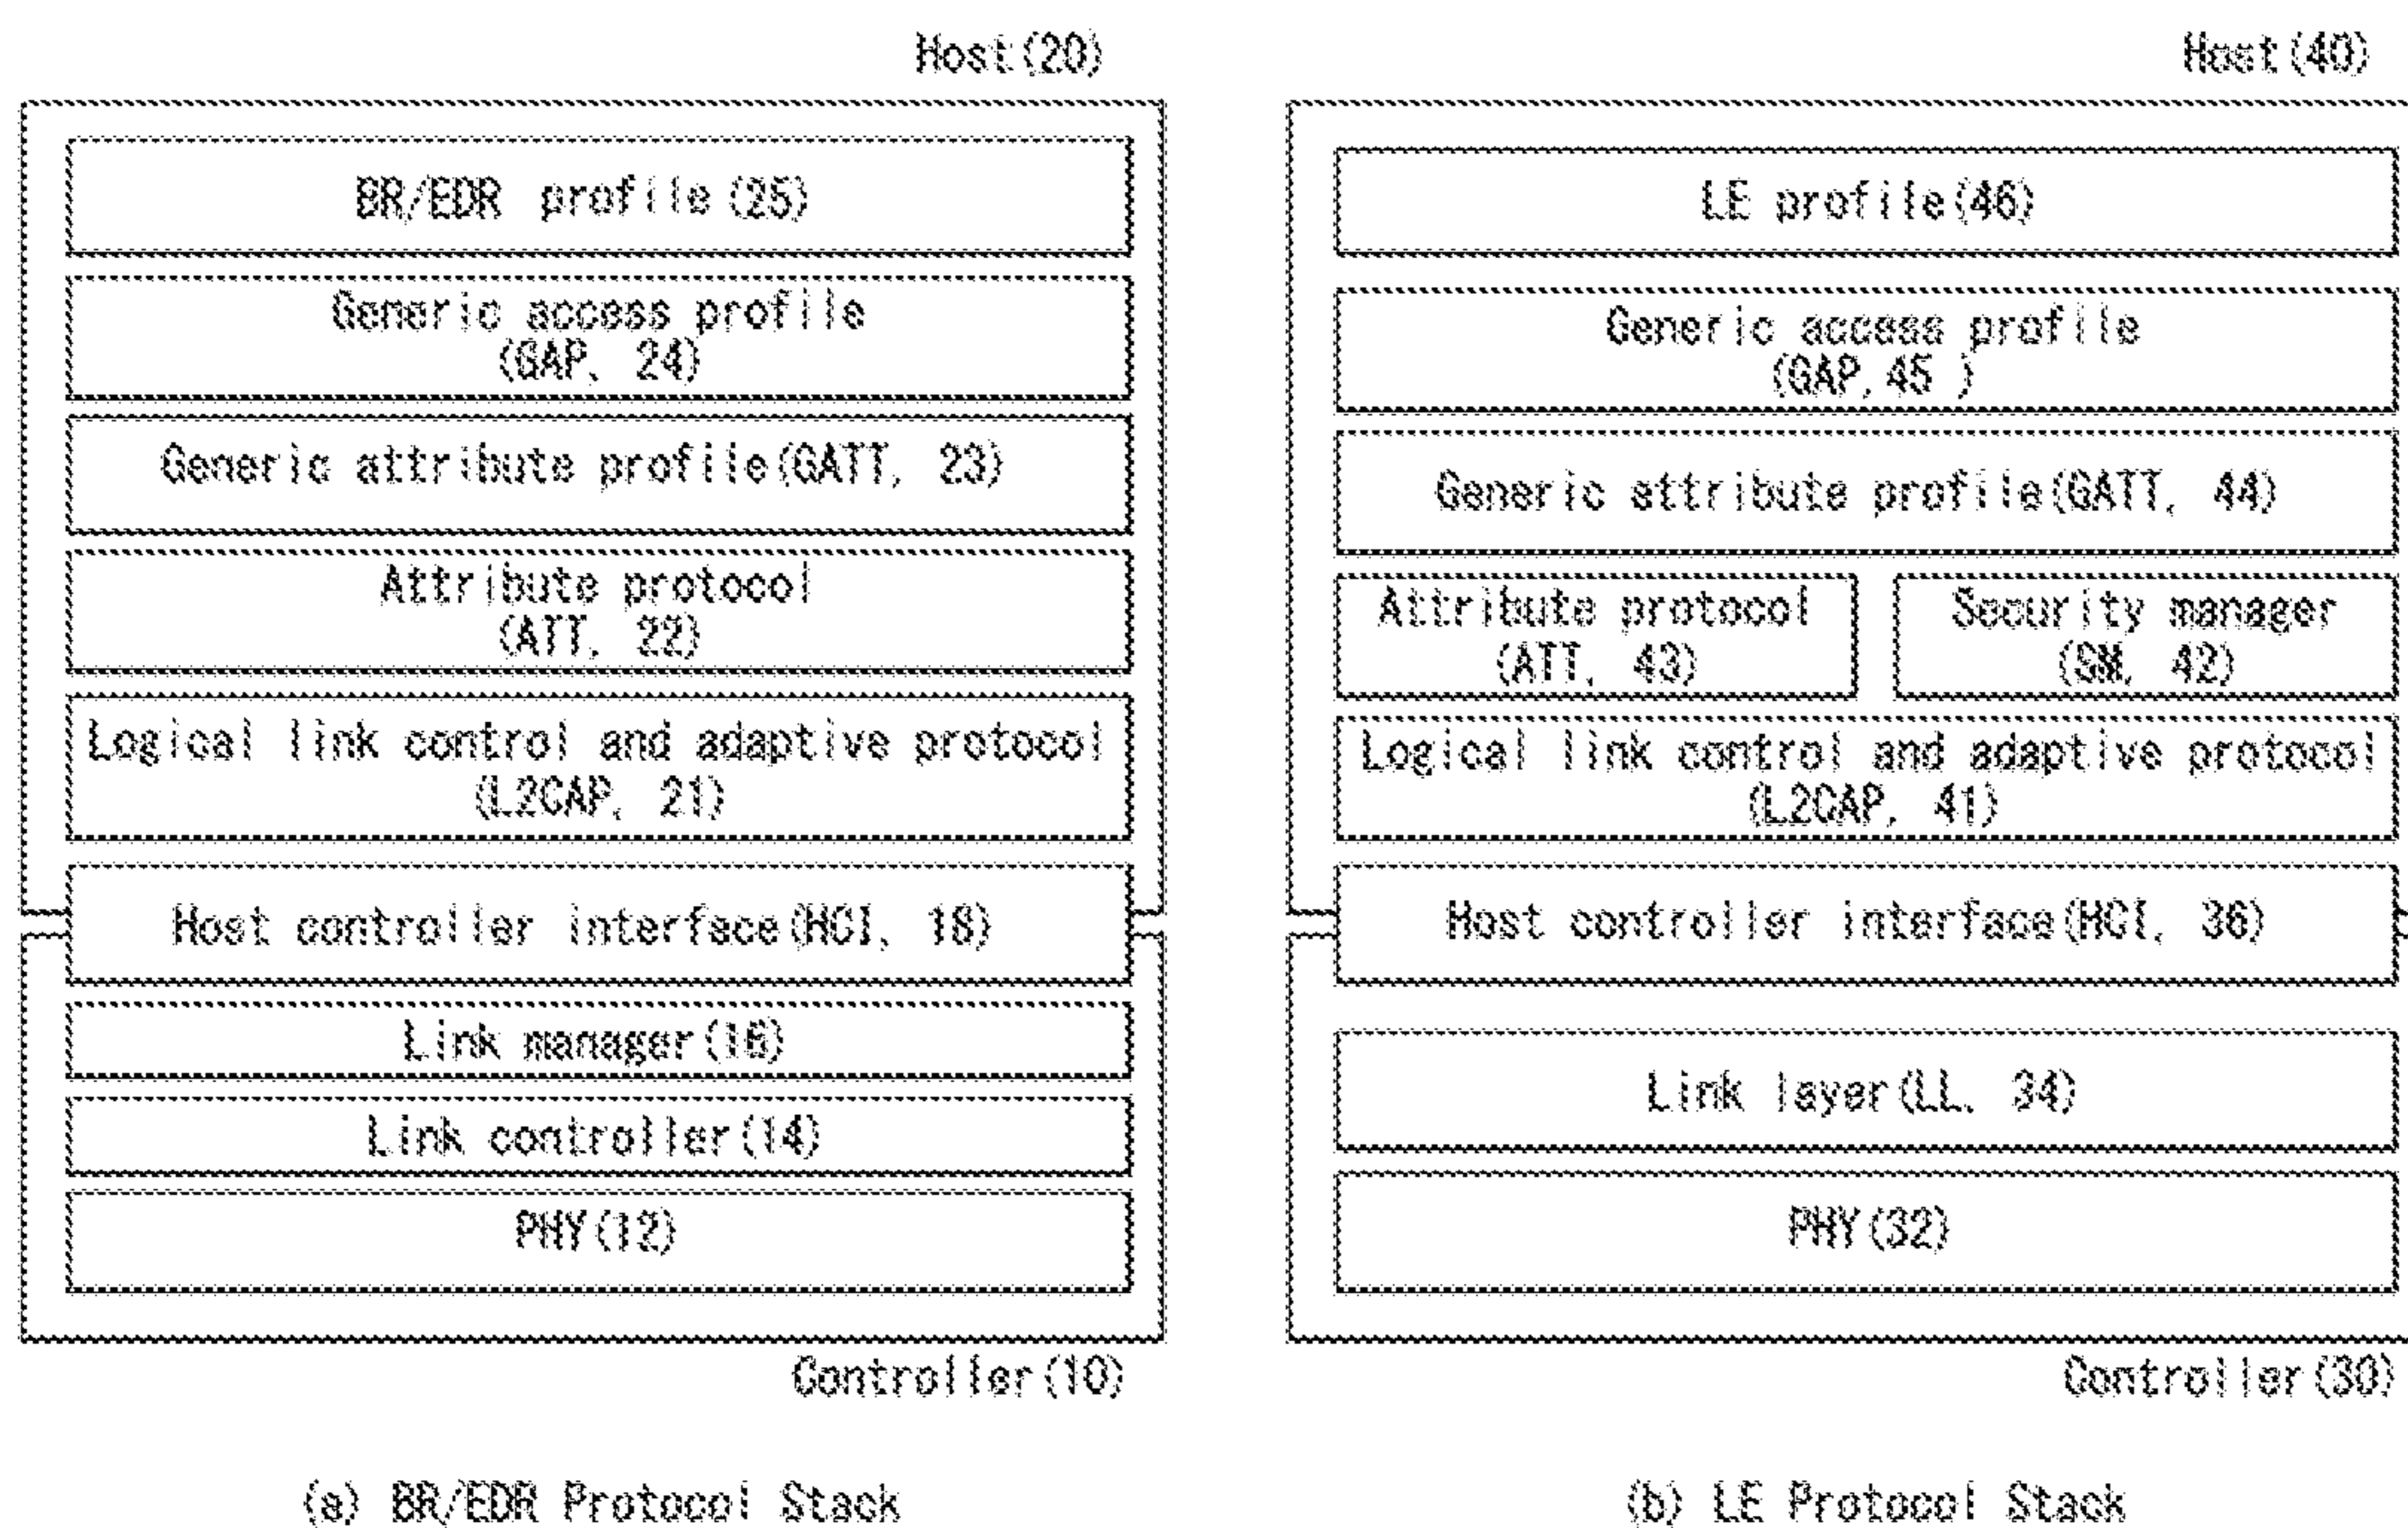 Host(20)
BR/EDR profile(25)
Generic access profile
(GAP, 24)
Generic attribute profile(GATT, 23)
Attribute protocol
(ATT, 22)
Logical link control and adaptive protocol
(L2CAP, 21)
Host controller interface(HCI, 18)
Link manager(16)
Link controller(14)
PHY(12)
Controller(10)
(a) BR/EDR Protocol Stack
Host(40)
LE profile(46)
Generic access profile
(GAP,45 )
Generic attribute profile(GATT, 44)
Attribute protocol
(ATT, 43)
Security manager
(SM, 42)
Logical link control and adaptive protocol
(L2CAP, 41)
Host controller interface(HCI, 36)
Link layer(LL, 34)
PHY(32)
Controller(30)
(b) LE Protocol Stack